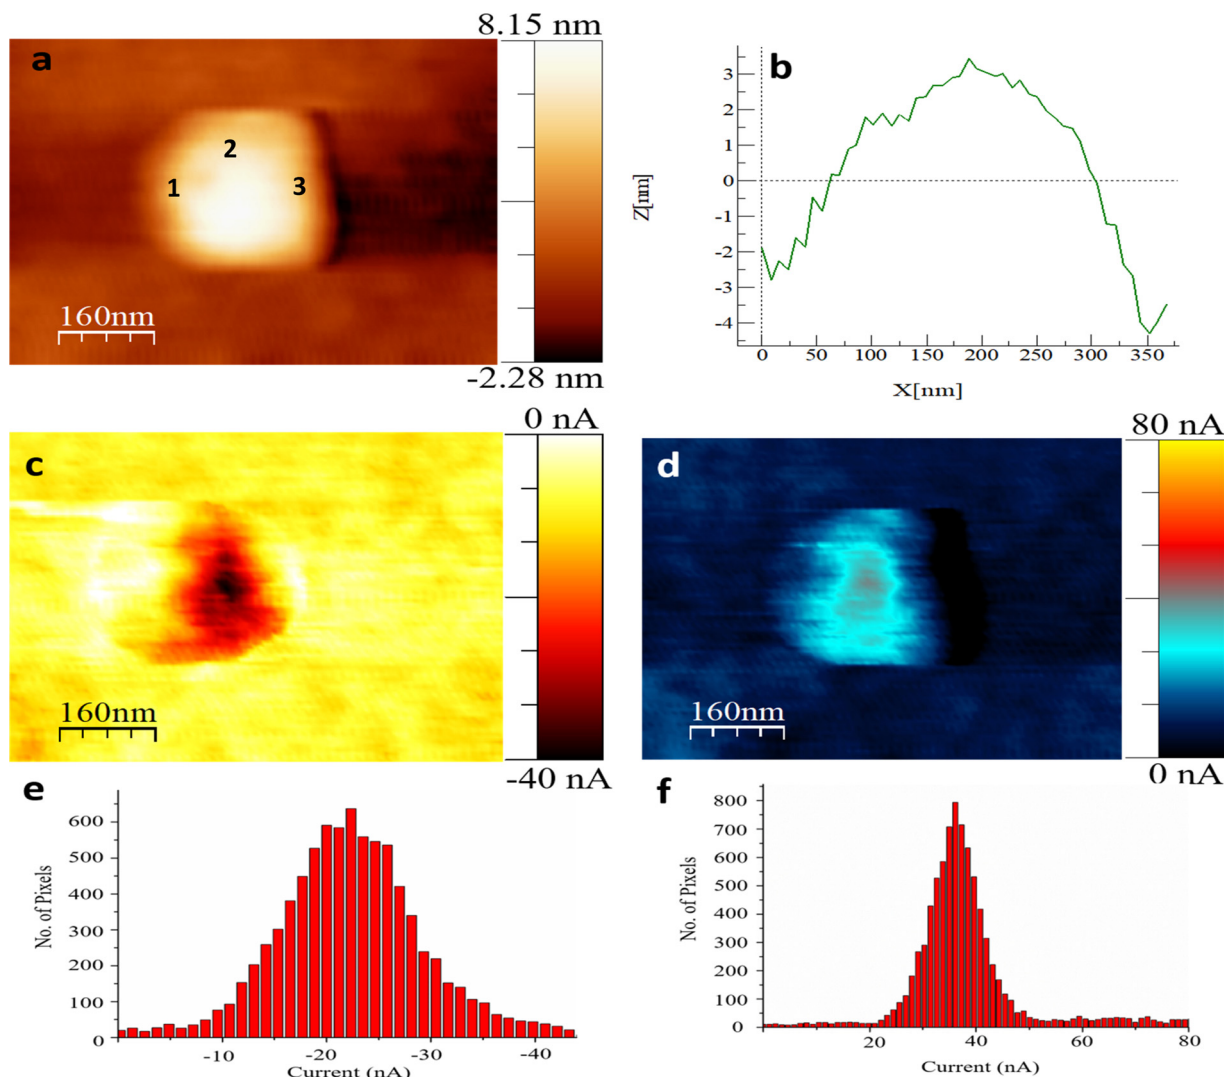 8.15 nm
a
1
2
3
160nm
-2.28 nm
b
Z[nm]
3
2
1
0
-1
-2
-3
-4
0 50 100 150 200 250 300 350
X[nm]
0 nA
c
160nm
-40 nA
80 nA
d
160nm
0 nA
e
No. of Pixels
600
500
400
300
200
100
0
-10 -20 -30 -40
Current (nA)
f
No. of Pixels
800
700
600
500
400
300
200
100
0
20 40 60 80
Current (nA)